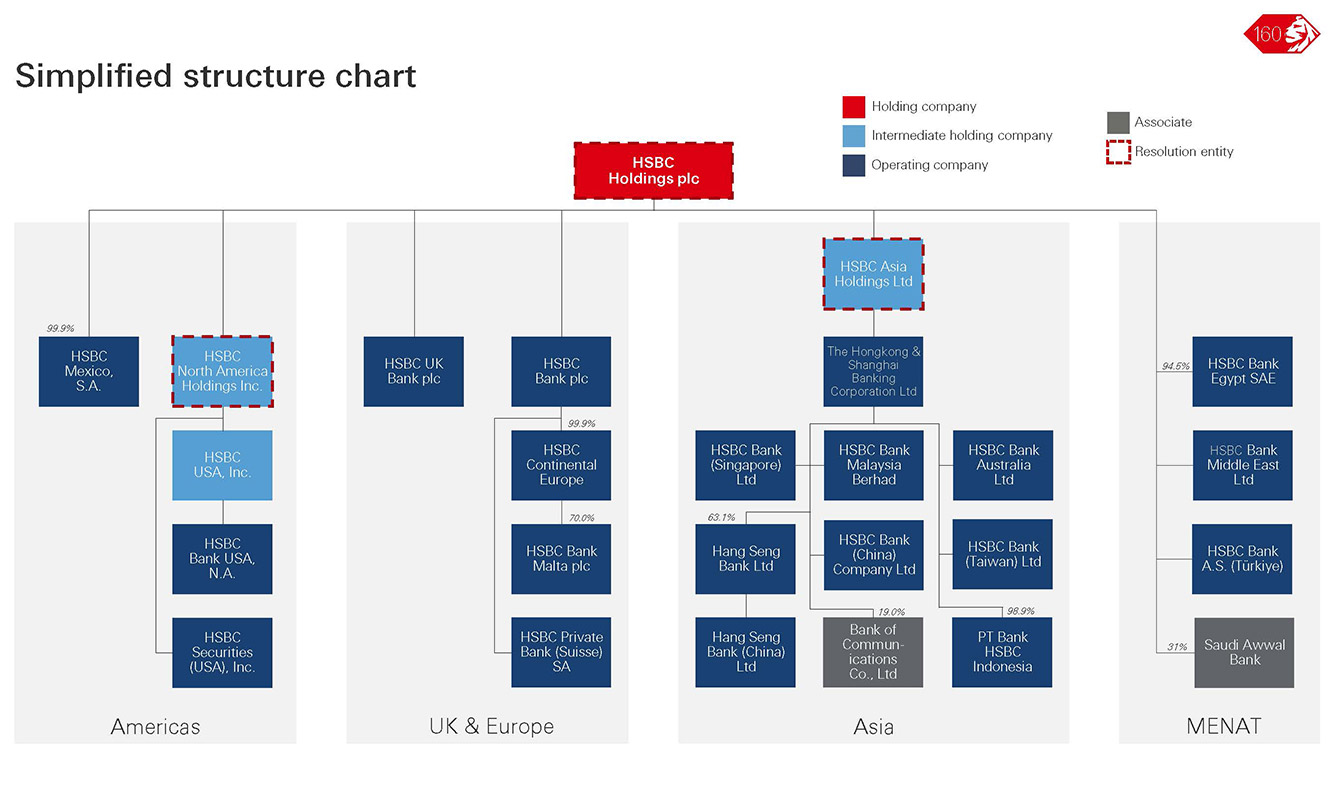 160
Simplified structure chart
Holding company
Intermediate holding company
Operating company
Associate
Resolution entity
HSBC
Holdings plc
99.9%
HSBC
Mexico,
S.A.
HSBC
North America
Holdings Inc.
HSBC
USA, Inc.
HSBC
Bank USA,
N.A.
HSBC
Securities
(USA), Inc.
Americas
HSBC UK
Bank plc
HSBC
Bank plc
99.9%
HSBC
Continental
Europe
70.0%
HSBC Bank
Malta plc
HSBC Private
Bank (Suisse)
SA
UK & Europe
HSBC Asia
Holdings Ltd
The Hongkong &
Shanghai
Banking
Corporation Ltd
HSBC Bank
(Singapore)
Ltd
HSBC Bank
Malaysia
Berhad
HSBC Bank
Australia
Ltd
63.1%
Hang Seng
Bank Ltd
HSBC Bank
(China)
Company Ltd
HSBC Bank
(Taiwan) Ltd
Hang Seng
Bank (China)
Ltd
19.0%
Bank of
Commun-
ications
Co., Ltd
98.9%
PT Bank
HSBC
Indonesia
Asia
94.5%
HSBC Bank
Egypt SAE
HSBC Bank
Middle East
Ltd
HSBC Bank
A.S. (Türkiye)
31%
Saudi Awwal
Bank
MENAT